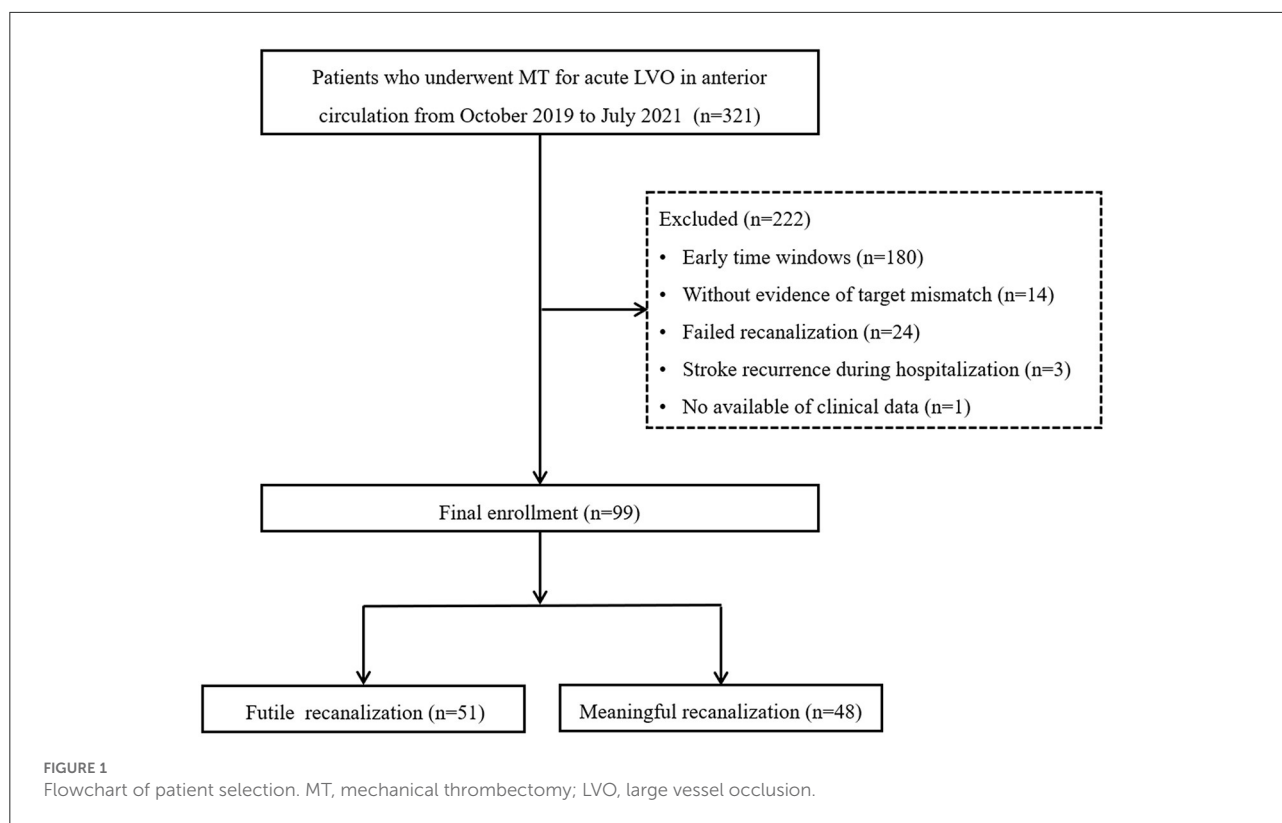 Patients who underwent MT for acute LVO in anterior
circulation from October 2019 to July 2021 (n=321)
Excluded (n=222)
• Early time windows (n=180)
• Without evidence of target mismatch (n=14)
• Failed recanalization (n=24)
• Stroke recurrence during hospitalization (n=3)
• No available of clinical data (n=1)
Final enrollment (n=99)
Futile recanalization (n=51)
Meaningful recanalization (n=48)
FIGURE 1
Flowchart of patient selection. MT, mechanical thrombectomy; LVO, large vessel occlusion.